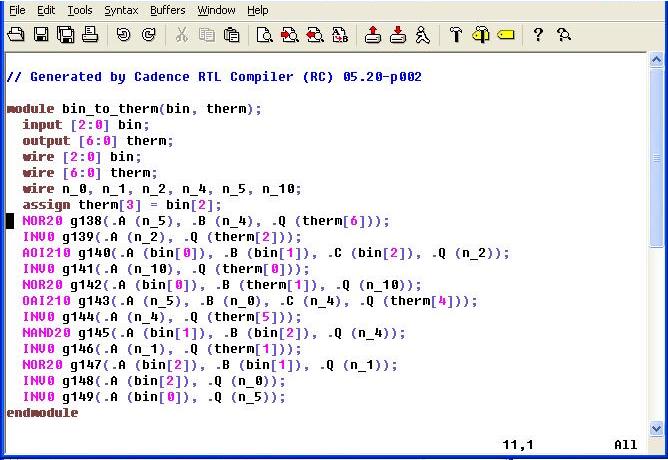 File Edit Tools Syntax Buffers Window Help
// Generated by Cadence RTL Compiler (RC) 05.20-p002
module bin_to_therm(bin, therm);
input [2:0] bin;
output [6:0] therm;
wire [2:0] bin;
wire [6:0] therm;
wire n_0, n_1, n_2, n_4, n_5, n_10;
assign therm[3] = bin[2];
NOR20 g138(.A (n_5), .B (n_4), .Q (therm[6]));
INV0 g139(.A (n_2), .Q (therm[2]));
AOI210 g140(.A (bin[0]), .B (bin[1]), .C (bin[2]), .Q (n_2));
INV0 g141(.A (n_10), .Q (therm[0]));
NOR20 g142(.A (bin[0]), .B (therm[1]), .Q (n_10));
OAI210 g143(.A (n_5), .B (n_0), .C (n_4), .Q (therm[4]));
INV0 g144(.A (n_4), .Q (therm[5]));
NAND20 g145(.A (bin[1]), .B (bin[2]), .Q (n_4));
INV0 g146(.A (n_1), .Q (therm[1]));
NOR20 g147(.A (bin[2]), .B (bin[1]), .Q (n_1));
INV0 g148(.A (bin[2]), .Q (n_0));
INV0 g149(.A (bin[0]), .Q (n_5));
endmodule
11,1 All